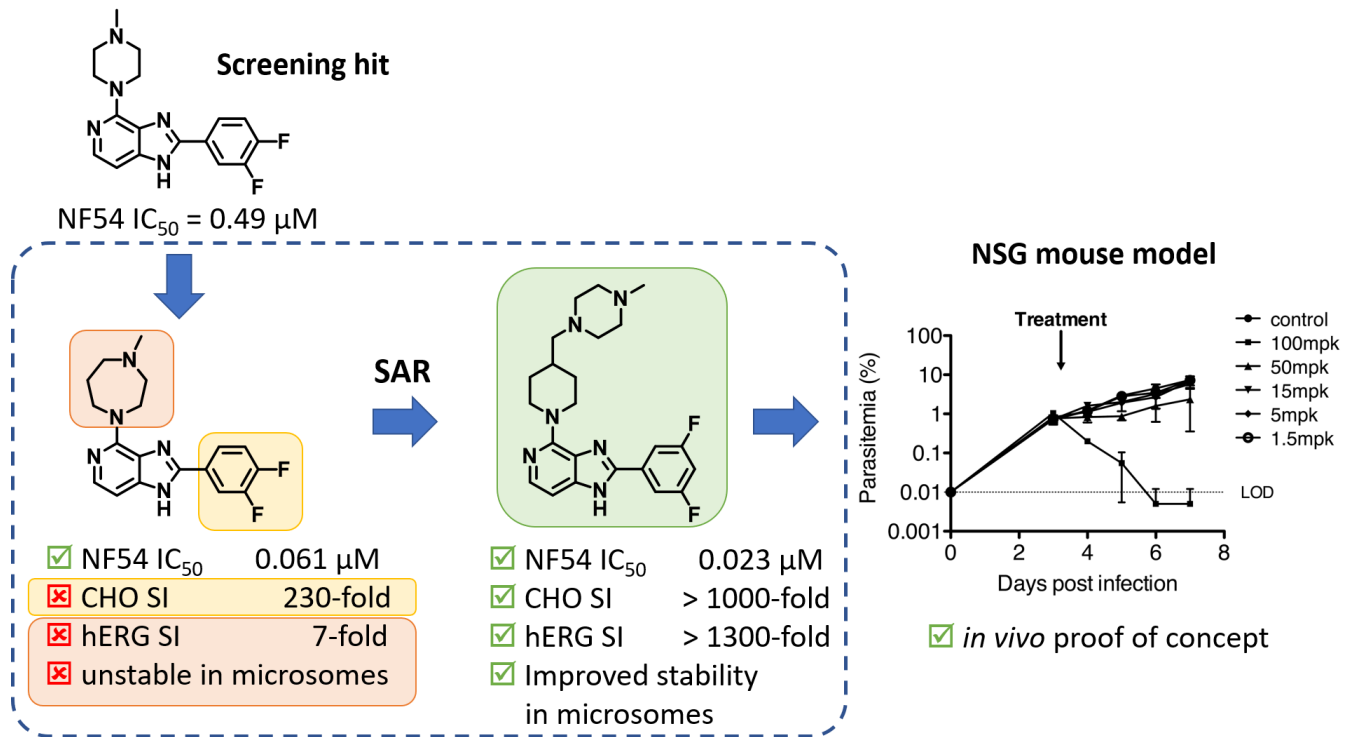 Screening hit
N
N
N
N
N
H
F
F
NF54 IC50 = 0.49 µM
N
N
N
N
N
H
F
F
NF54 IC50 0.061 µM
CHO SI 230-fold
hERG SI 7-fold
unstable in microsomes
SAR
N
N
N
N
N
N
H
F
F
NF54 IC50 0.023 µM
CHO SI > 1000-fold
hERG SI > 1300-fold
Improved stability
in microsomes
NSG mouse model
Treatment
Parasitemia (%)
100
10
1
0.1
0.01
0.001
0 2 4 6 8
Days post infection
LOD
control
100mpk
50mpk
15mpk
5mpk
1.5mpk
in vivo proof of concept